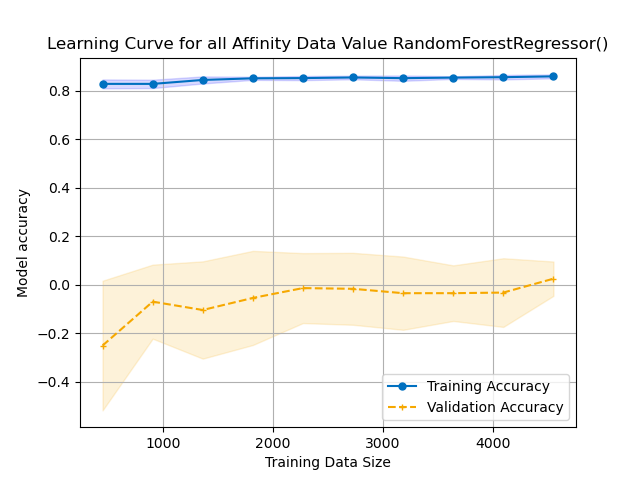 Learning Curve for all Affinity Data Value RandomForestRegressor()
Model accuracy
0.8
0.6
0.4
0.2
0.0
−0.2
−0.4
Training Accuracy
Validation Accuracy
1000 2000 3000 4000
Training Data Size